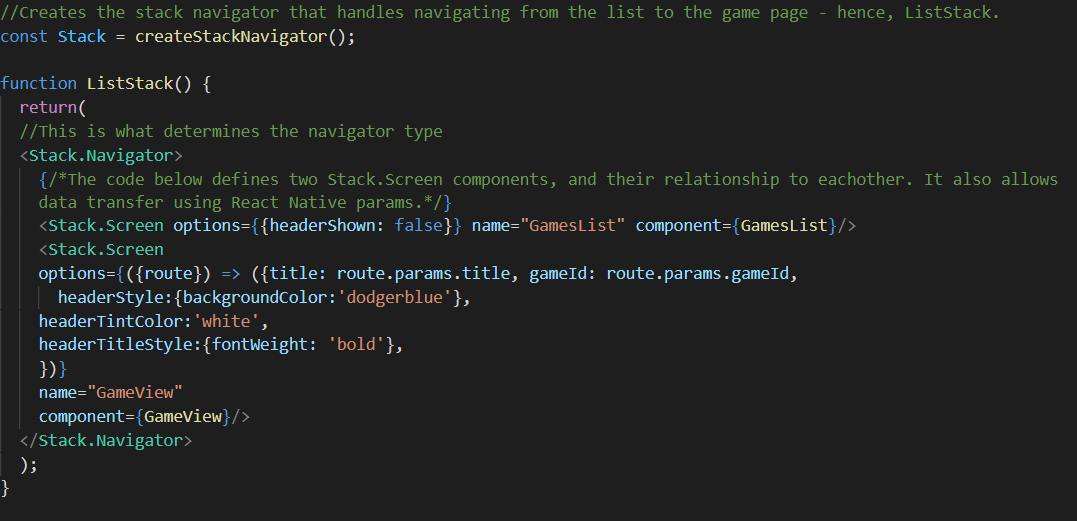 //Creates the stack navigator that handles navigating from the list to the game page - hence, ListStack.
const Stack = createStackNavigator();
function ListStack() {
return(
//This is what determines the navigator type
<Stack.Navigator>
{/*The code below defines two Stack.Screen components, and their relationship to eachother. It also allows
data transfer using React Native params.*/}
<Stack.Screen options={{headerShown: false}} name="GamesList" component={GamesList}/>
<Stack.Screen
options={({route}) => ({title: route.params.title, gameId: route.params.gameId,
headerStyle:{backgroundColor:'dodgerblue'},
headerTintColor:'white',
headerTitleStyle:{fontWeight: 'bold'},
})}
name="GameView"
component={GameView}/>
</Stack.Navigator>
);
}